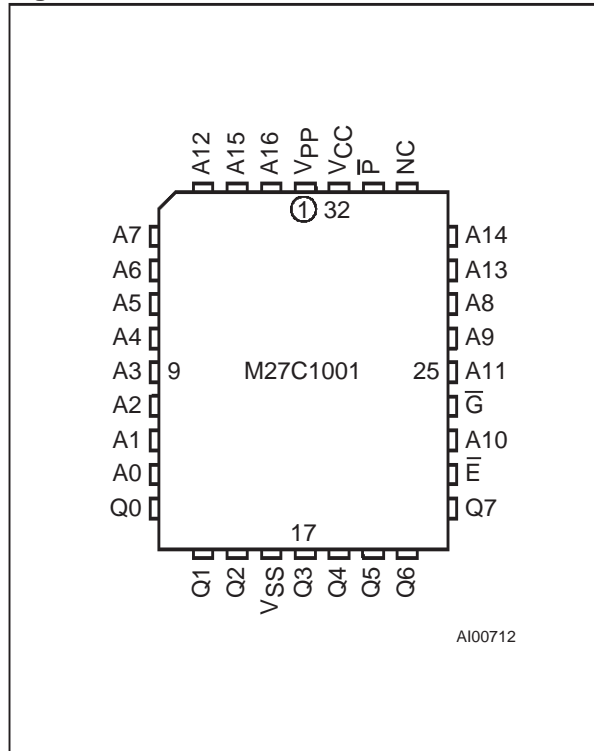 A12 A15 A16 VPP VCC P̅ NC
1 32
A7 A14
A6 A13
A5 A8
A4 A9
A3 9 M27C1001 25 A11
A2 G̅
A1 A10
A0 E̅
Q0 Q7
17
Q1 Q2 VSS Q3 Q4 Q5 Q6
AI00712